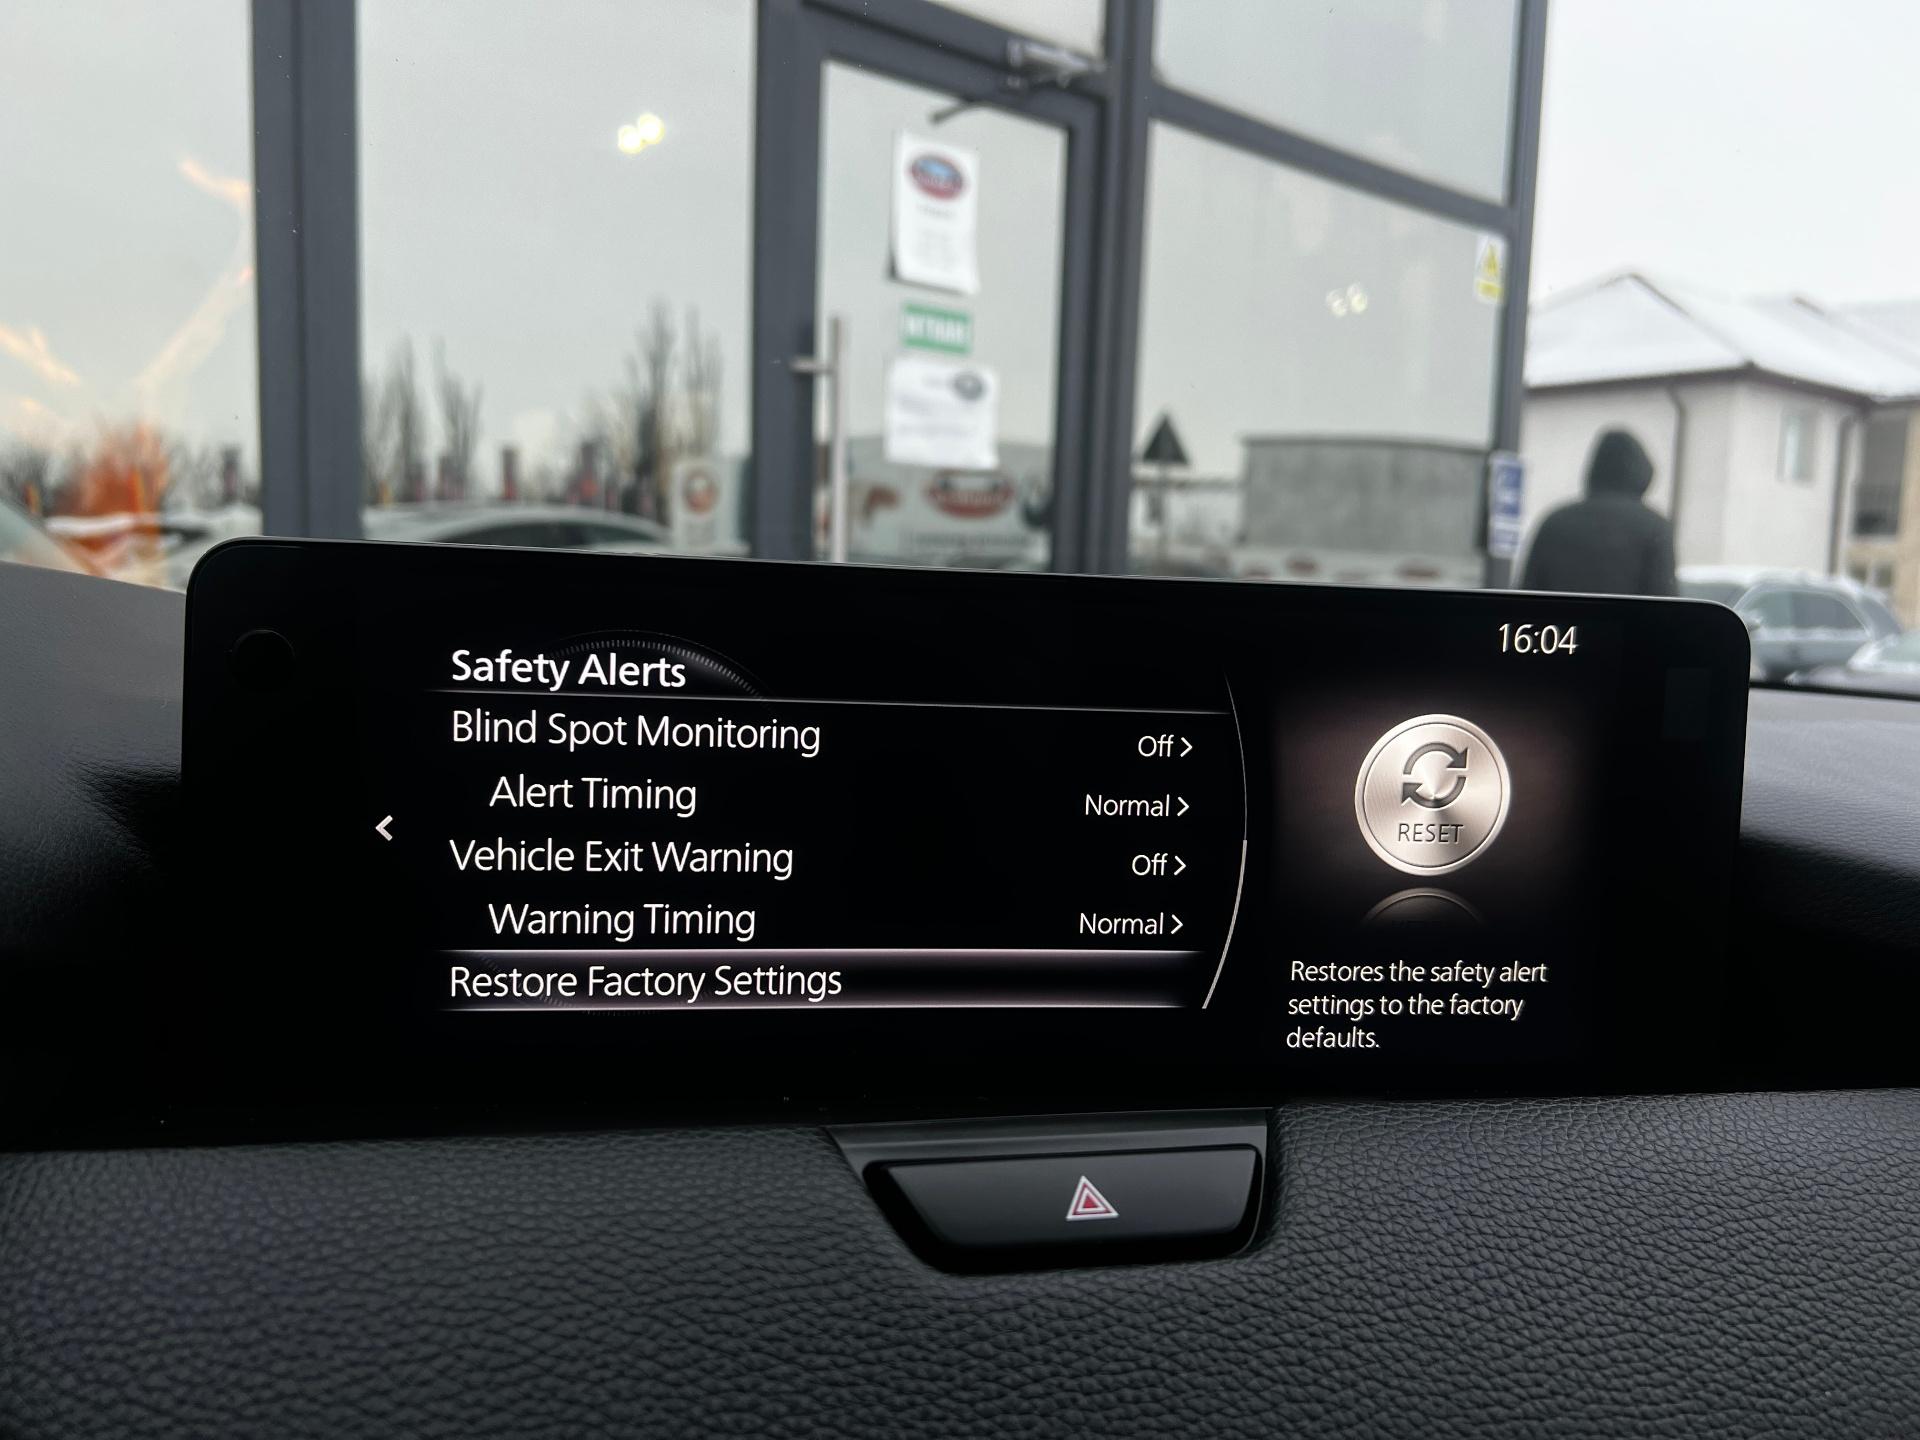 16:04
Safety Alerts
Blind Spot Monitoring Off
Alert Timing Normal
Vehicle Exit Warning Off
Warning Timing Normal
Restore Factory Settings
RESET
Restores the safety alert
settings to the factory
defaults.